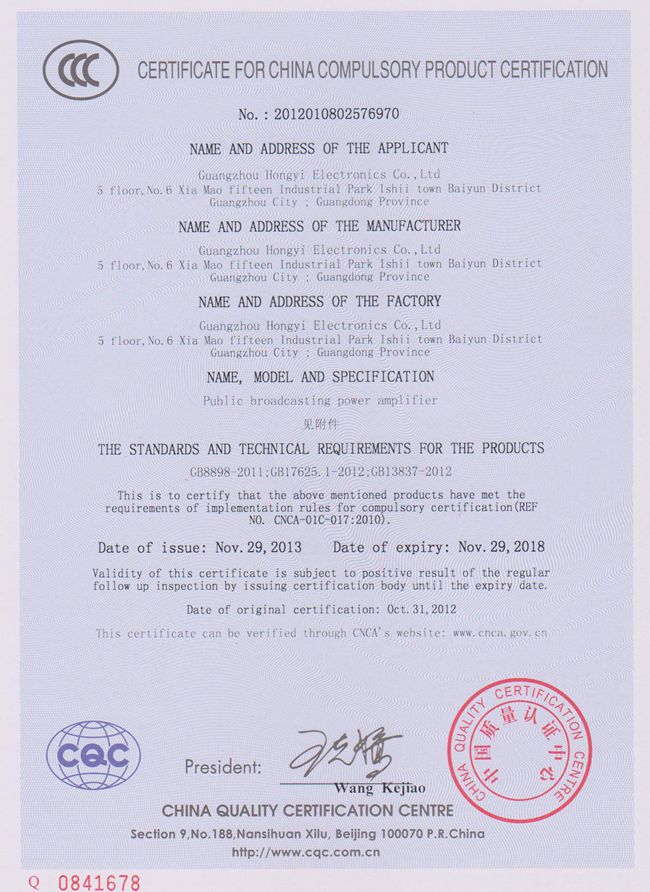 CCC
CERTIFICATE FOR CHINA COMPULSORY PRODUCT CERTIFICATION
No. : 2012010802576970
NAME AND ADDRESS OF THE APPLICANT
Guangzhou Hongyi Electronics Co.,Ltd
5 floor,No.6 Xia Mao fifteen Industrial Park Ishii town Baiyun District
Guangzhou City ; Guangdong Province
NAME AND ADDRESS OF THE MANUFACTURER
Guangzhou Hongyi Electronics Co.,Ltd
5 floor,No.6 Xia Mao fifteen Industrial Park Ishii town Baiyun District
Guangzhou City ; Guangdong Province
NAME AND ADDRESS OF THE FACTORY
Guangzhou Hongyi Electronics Co.,Ltd
5 floor,No.6 Xia Mao fifteen Industrial Park Ishii town Baiyun District
Guangzhou City ; Guangdong Province
NAME, MODEL AND SPECIFICATION
Public broadcasting power amplifier
见附件
THE STANDARDS AND TECHNICAL REQUIREMENTS FOR THE PRODUCTS
GB8898-2011;GB17625.1-2012;GB13837-2012
This is to certify that the above mentioned products have met the
requirements of implementation rules for compulsory certification(REF
NO. CNCA-01C-017:2010).
Date of issue: Nov.29,2013 Date of expiry: Nov.29,2018
Validity of this certificate is subject to positive result of the regular
follow up inspection by issuing certification body until the expiry date.
Date of original certification: Oct.31,2012
This certificate can be verified through CNCA's website: www.cnca.gov.cn
CQC
President:
Wang Kejiao
CHINA QUALITY CERTIFICATION CENTRE
中国质量认证中心
CHINA QUALITY CERTIFICATION CENTRE
Section 9,No.188,Nansihuan Xilu, Beijing 100070 P.R.China
http://www.cqc.com.cn
Q 0841678